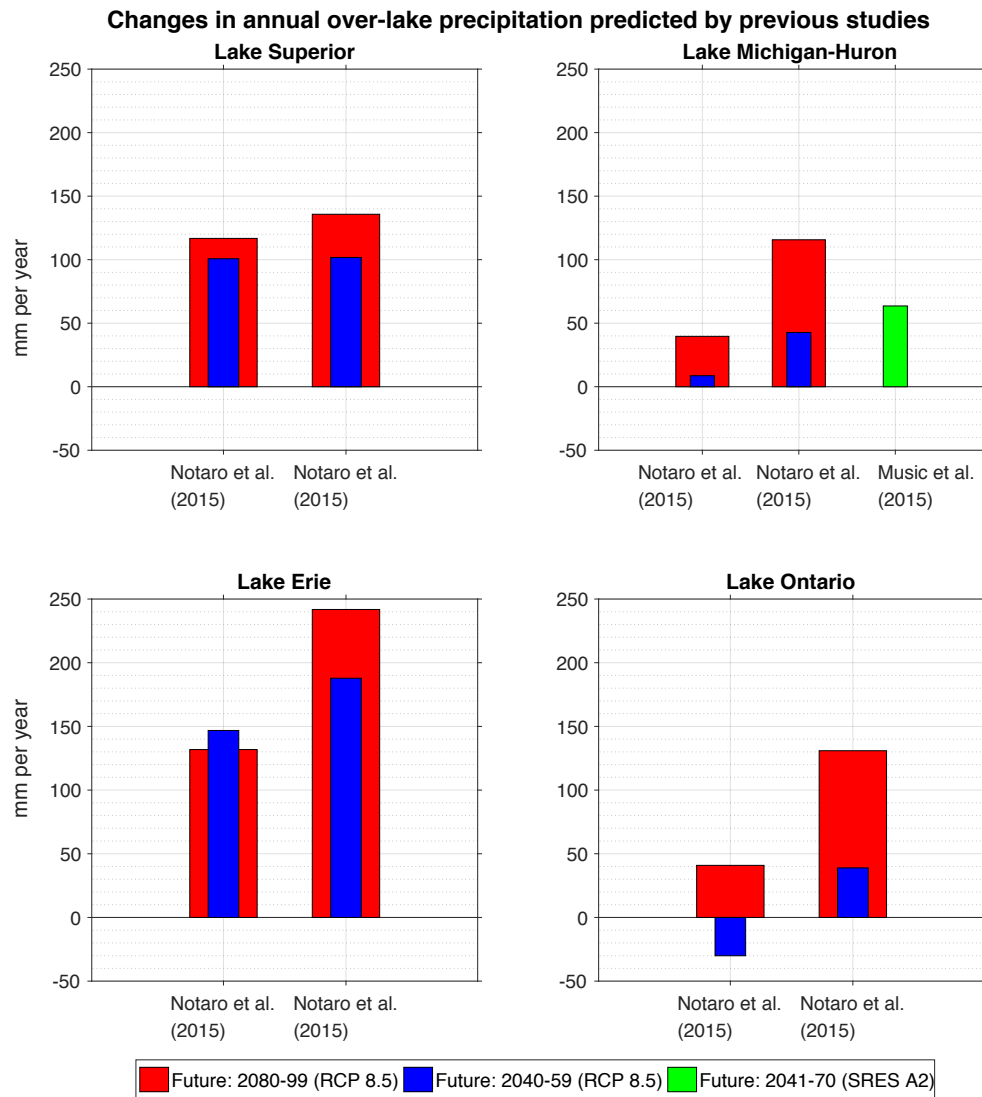 Changes in annual over-lake precipitation predicted by previous studies
Lake Superior
250
200
150
100
50
0
-50
mm per year
Notaro et al. Notaro et al.
(2015) (2015)
Lake Michigan-Huron
250
200
150
100
50
0
-50
Notaro et al. Notaro et al. Music et al.
(2015) (2015) (2015)
Lake Erie
250
200
150
100
50
0
-50
mm per year
Notaro et al. Notaro et al.
(2015) (2015)
Lake Ontario
250
200
150
100
50
0
-50
Notaro et al. Notaro et al.
(2015) (2015)
Future: 2080-99 (RCP 8.5) Future: 2040-59 (RCP 8.5) Future: 2041-70 (SRES A2)